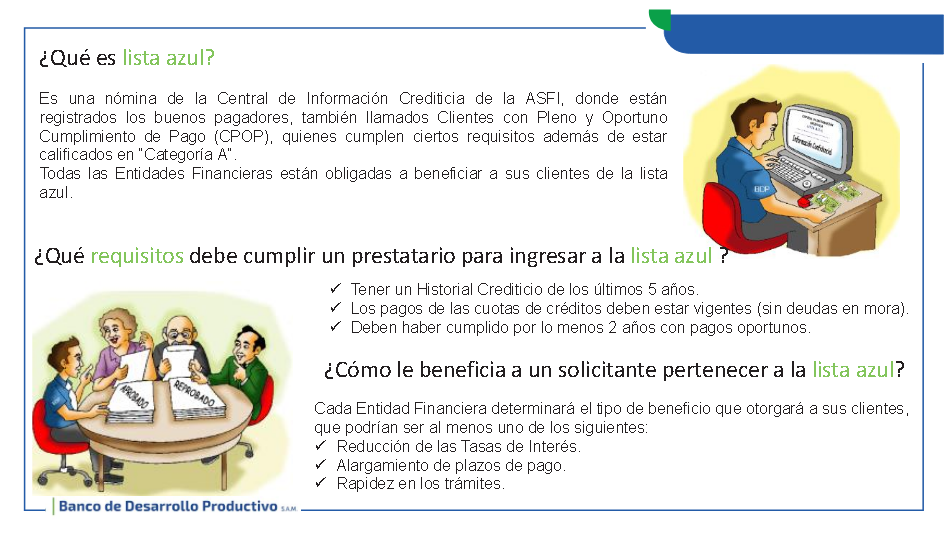 ¿Qué es lista azul?
Es una nómina de la Central de Información Crediticia de la ASFI, donde están
registrados los buenos pagadores, también llamados Clientes con Pleno y Oportuno
Cumplimiento de Pago (CPOP), quienes cumplen ciertos requisitos además de estar
calificados en “Categoría A”.
Todas las Entidades Financieras están obligadas a beneficiar a sus clientes de la lista
azul.
Información Confidencial
BDP
¿Qué requisitos debe cumplir un prestatario para ingresar a la lista azul ?
✓ Tener un Historial Crediticio de los últimos 5 años.
✓ Los pagos de las cuotas de créditos deben estar vigentes (sin deudas en mora).
✓ Deben haber cumplido por lo menos 2 años con pagos oportunos.
APROBADO
REPROBADO
¿Cómo le beneficia a un solicitante pertenecer a la lista azul?
Cada Entidad Financiera determinará el tipo de beneficio que otorgará a sus clientes,
que podrían ser al menos uno de los siguientes:
✓ Reducción de las Tasas de Interés.
✓ Alargamiento de plazos de pago.
✓ Rapidez en los trámites.
Banco de Desarrollo Productivo S.A.M.